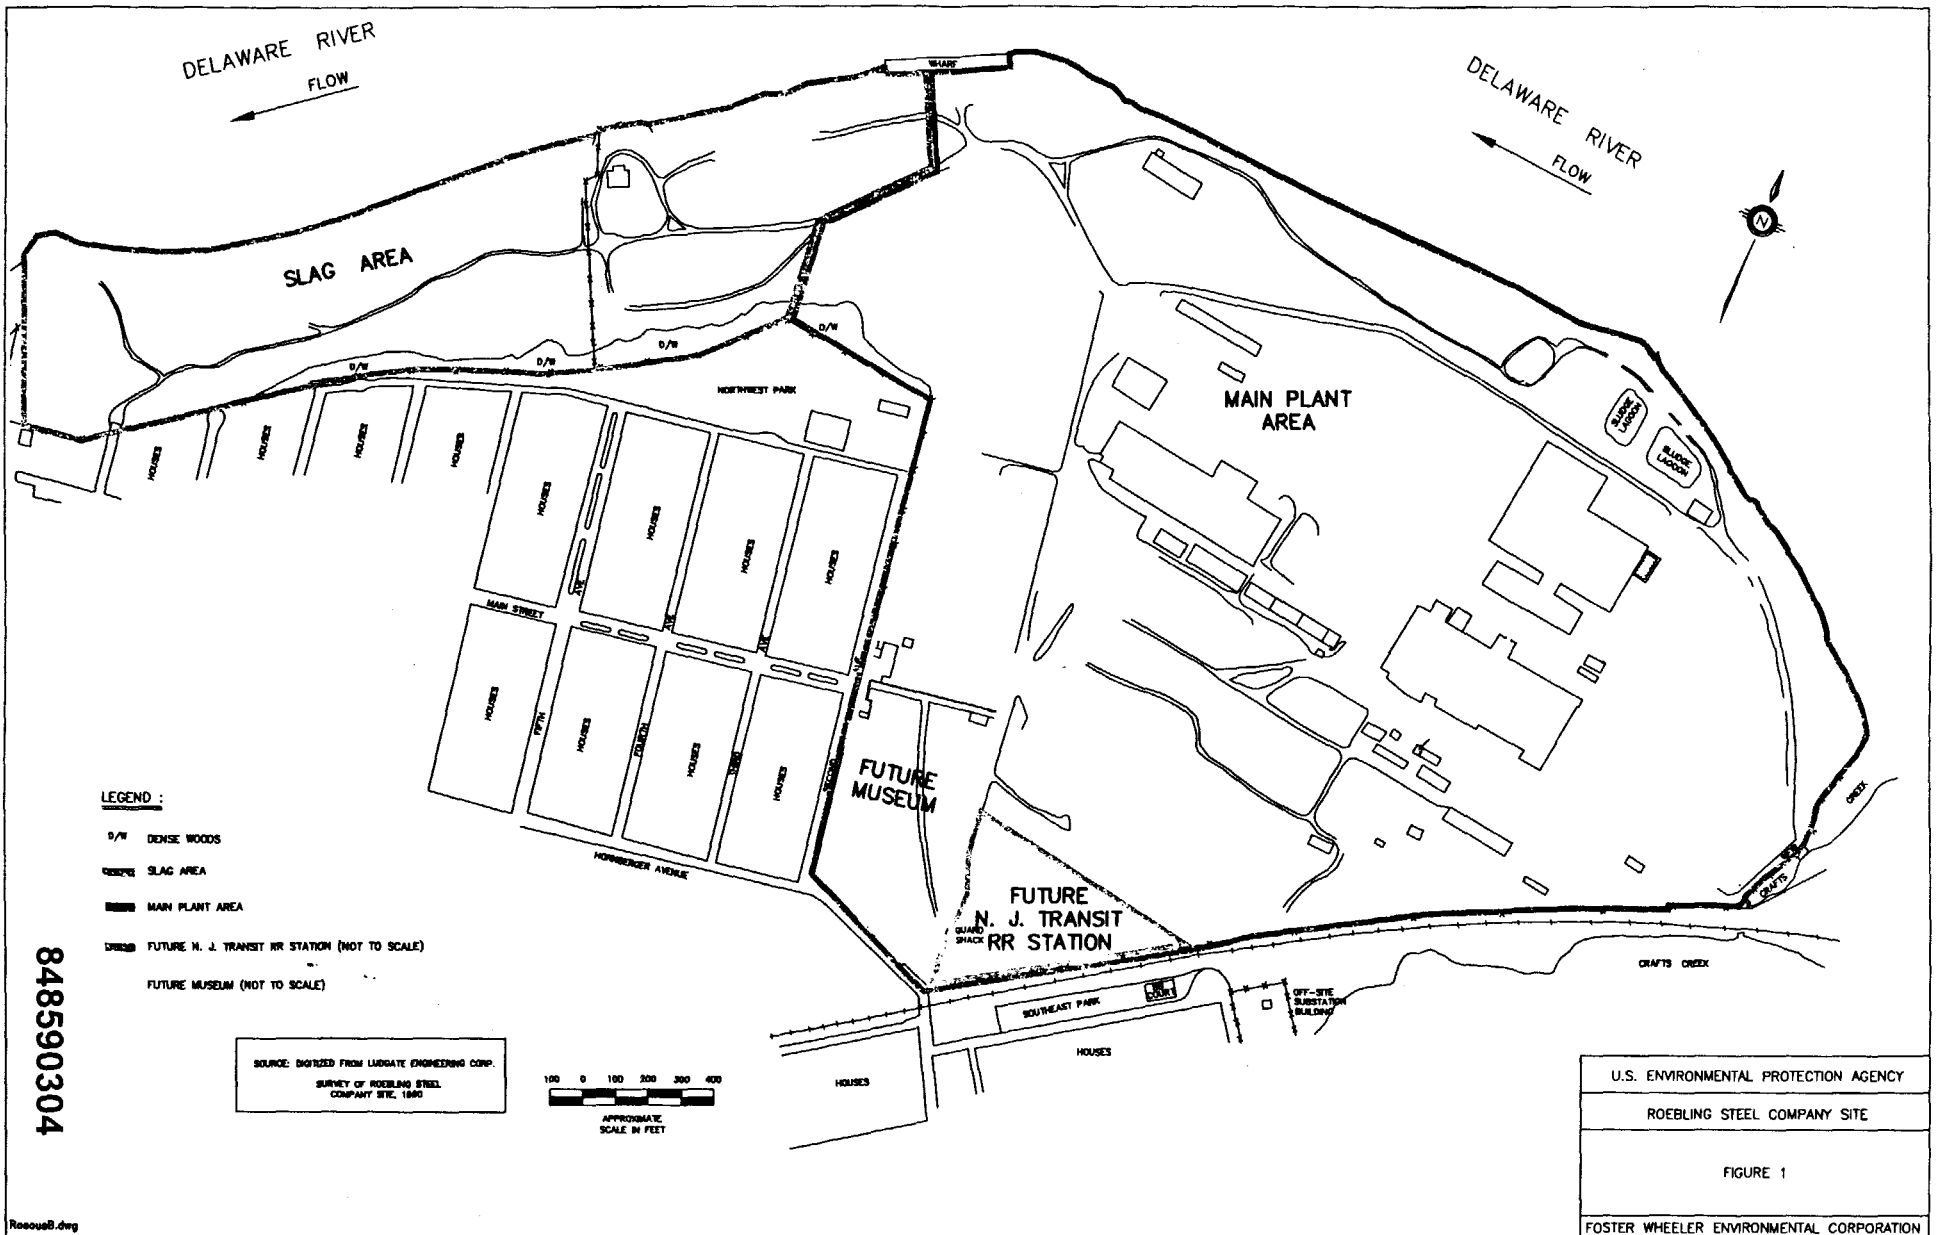 DELAWARE RIVER
FLOW
WHARF
DELAWARE RIVER
FLOW
N
SLAG AREA
D/W
D/W
D/W
D/W
NORTHWEST PARK
MAIN PLANT
AREA
SLUDGE
LAGOON
SLUDGE
LAGOON
HOUSES
HOUSES
HOUSES
HOUSES
HOUSES
HOUSES
HOUSES
HOUSES
AVE
AVE
AVE
MAIN STREET
HOUSES
HOUSES
HOUSES
HOUSES
FIFTH
FOURTH
THIRD
SECOND
HORNBERGER AVENUE
FUTURE
MUSEUM
FUTURE
N. J. TRANSIT
RR STATION
GUARD
SHACK
CREEK
CRAFTS
CRAFTS CREEK
SOUTHEAST PARK
COURT
OFF-SITE
SUBSTATION
BUILDING
HOUSES
HOUSES
LEGEND :
D/W DENSE WOODS
SLAG AREA
MAIN PLANT AREA
FUTURE N. J. TRANSIT RR STATION (NOT TO SCALE)
FUTURE MUSEUM (NOT TO SCALE)
848590304
SOURCE: DIGITIZED FROM LUDGATE ENGINEERING CORP.
SURVEY OF ROEBLING STEEL
COMPANY SITE,
100 0 100 200 300 400
APPROXIMATE
SCALE IN FEET
U.S. ENVIRONMENTAL PROTECTION AGENCY
ROEBLING STEEL COMPANY SITE
FIGURE 1
FOSTER WHEELER ENVIRONMENTAL CORPORATION